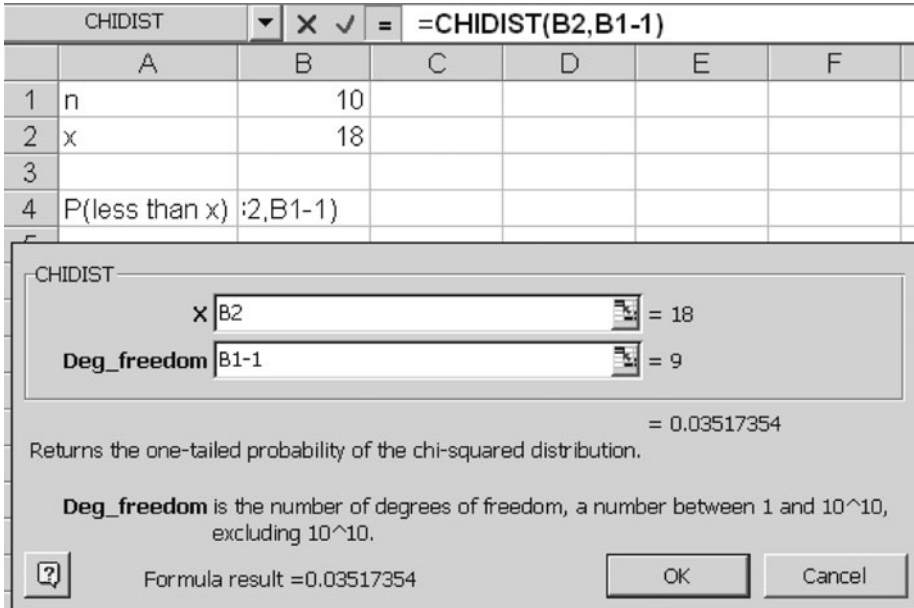 CHIDIST = =CHIDIST(B2,B1-1)
A B C D E F
1 n 10
2 x 18
3
4 P(less than x) :2,B1-1)
CHIDIST
X B2 = 18
Deg_freedom B1-1 = 9
= 0.03517354
Returns the one-tailed probability of the chi-squared distribution.
Deg_freedom is the number of degrees of freedom, a number between 1 and 10^10,
excluding 10^10.
? Formula result =0.03517354 OK Cancel